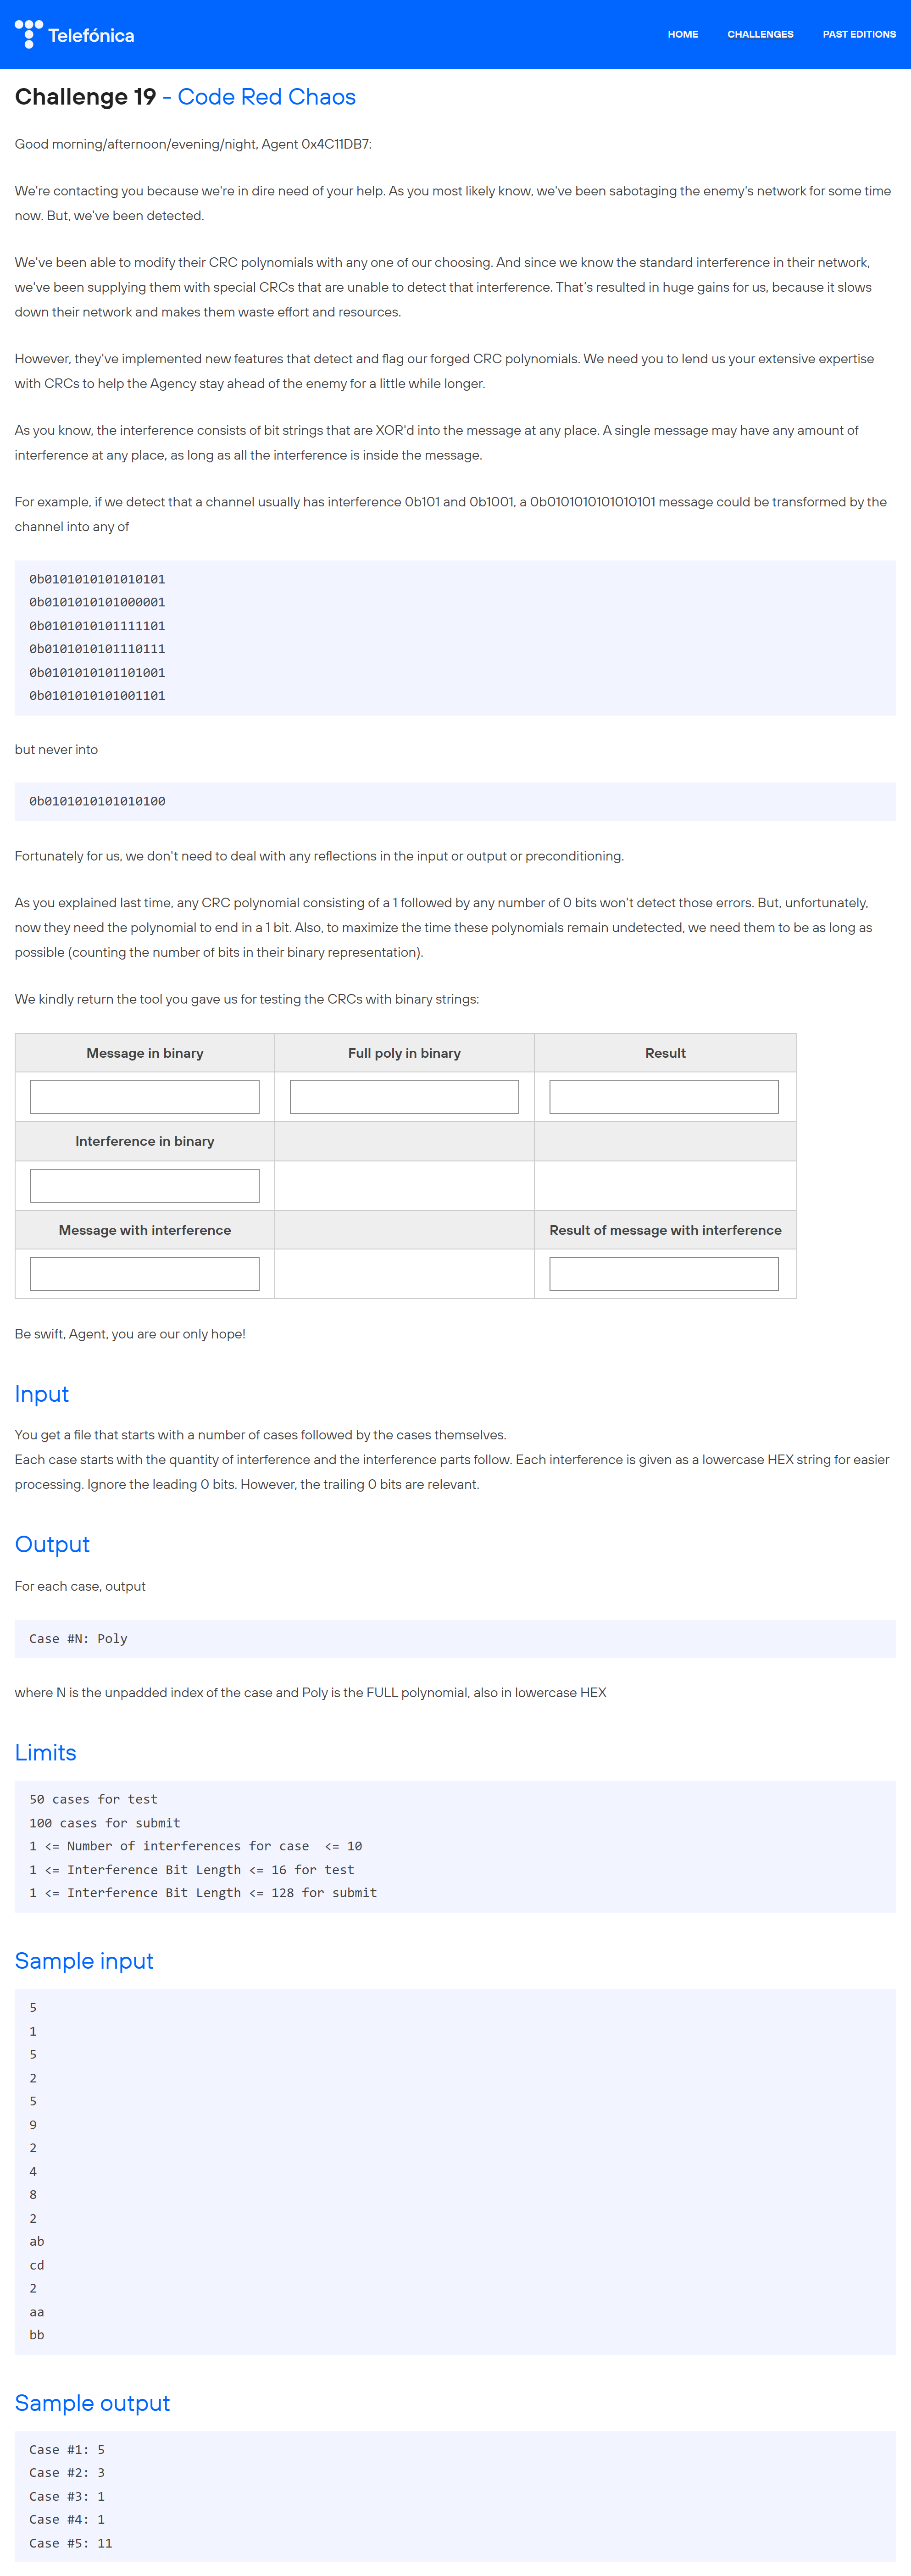 Telefónica
HOME CHALLENGES PAST EDITIONS
Challenge 19 - Code Red Chaos
Good morning/afternoon/evening/night, Agent 0x4C11DB7:
We're contacting you because we're in dire need of your help. As you most likely know, we've been sabotaging the enemy's network for some time
now. But, we've been detected.
We've been able to modify their CRC polynomials with any one of our choosing. And since we know the standard interference in their network,
we've been supplying them with special CRCs that are unable to detect that interference. That's resulted in huge gains for us, because it slows
down their network and makes them waste effort and resources.
However, they've implemented new features that detect and flag our forged CRC polynomials. We need you to lend us your extensive expertise
with CRCs to help the Agency stay ahead of the enemy for a little while longer.
As you know, the interference consists of bit strings that are XOR'd into the message at any place. A single message may have any amount of
interference at any place, as long as all the interference is inside the message.
For example, if we detect that a channel usually has interference 0b101 and 0b1001, a 0b0101010101010101 message could be transformed by the
channel into any of
0b0101010101010101
0b0101010101000001
0b0101010101111101
0b0101010101110111
0b0101010101101001
0b0101010101001101
but never into
0b0101010101010100
Fortunately for us, we don't need to deal with any reflections in the input or output or preconditioning.
As you explained last time, any CRC polynomial consisting of a 1 followed by any number of 0 bits won't detect those errors. But, unfortunately,
now they need the polynomial to end in a 1 bit. Also, to maximize the time these polynomials remain undetected, we need them to be as long as
possible (counting the number of bits in their binary representation).
We kindly return the tool you gave us for testing the CRCs with binary strings:
Message in binary Full poly in binary Result
Interference in binary
Message with interference Result of message with interference
Be swift, Agent, you are our only hope!
Input
You get a file that starts with a number of cases followed by the cases themselves.
Each case starts with the quantity of interference and the interference parts follow. Each interference is given as a lowercase HEX string for easier
processing. Ignore the leading 0 bits. However, the trailing 0 bits are relevant.
Output
For each case, output
Case #N: Poly
where N is the unpadded index of the case and Poly is the FULL polynomial, also in lowercase HEX
Limits
50 cases for test
100 cases for submit
1 <= Number of interferences for case  <= 10
1 <= Interference Bit Length <= 16 for test
1 <= Interference Bit Length <= 128 for submit
Sample input
5
1
5
2
5
9
2
4
8
2
ab
cd
2
aa
bb
Sample output
Case #1: 5
Case #2: 3
Case #3: 1
Case #4: 1
Case #5: 11